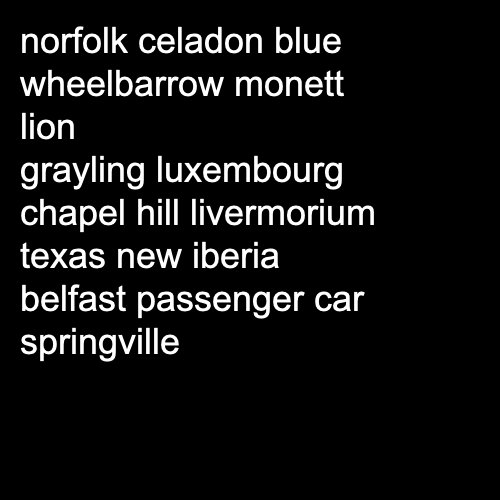 norfolk celadon blue
wheelbarrow monett
lion
grayling luxembourg
chapel hill livermorium
texas new iberia
belfast passenger car
springville